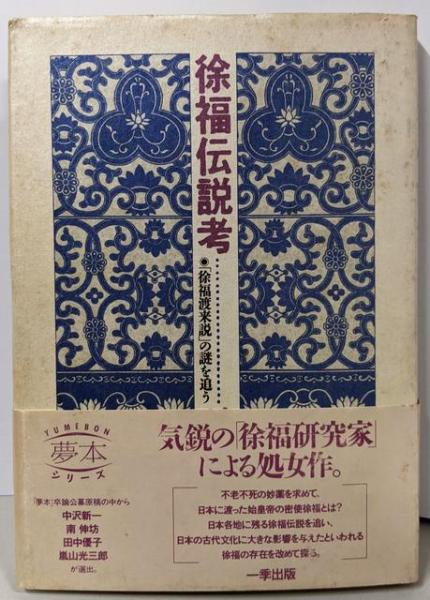 徐福伝説考
◉「徐福渡来説」の謎を追う
YUMEBON
夢本
シリーズ
「夢本」卒論公募原稿の中から
中沢新一
南 伸坊
田中優子
嵐山光三郎
が選出。
気鋭の「徐福研究家」
による処女作。
不老不死の妙薬を求めて、
日本に渡った始皇帝の密使徐福とは?
日本各地に残る徐福伝説を追い、
日本の古代文化に大きな影響を与えたといわれる
徐福の存在を改めて探る。
一季出版